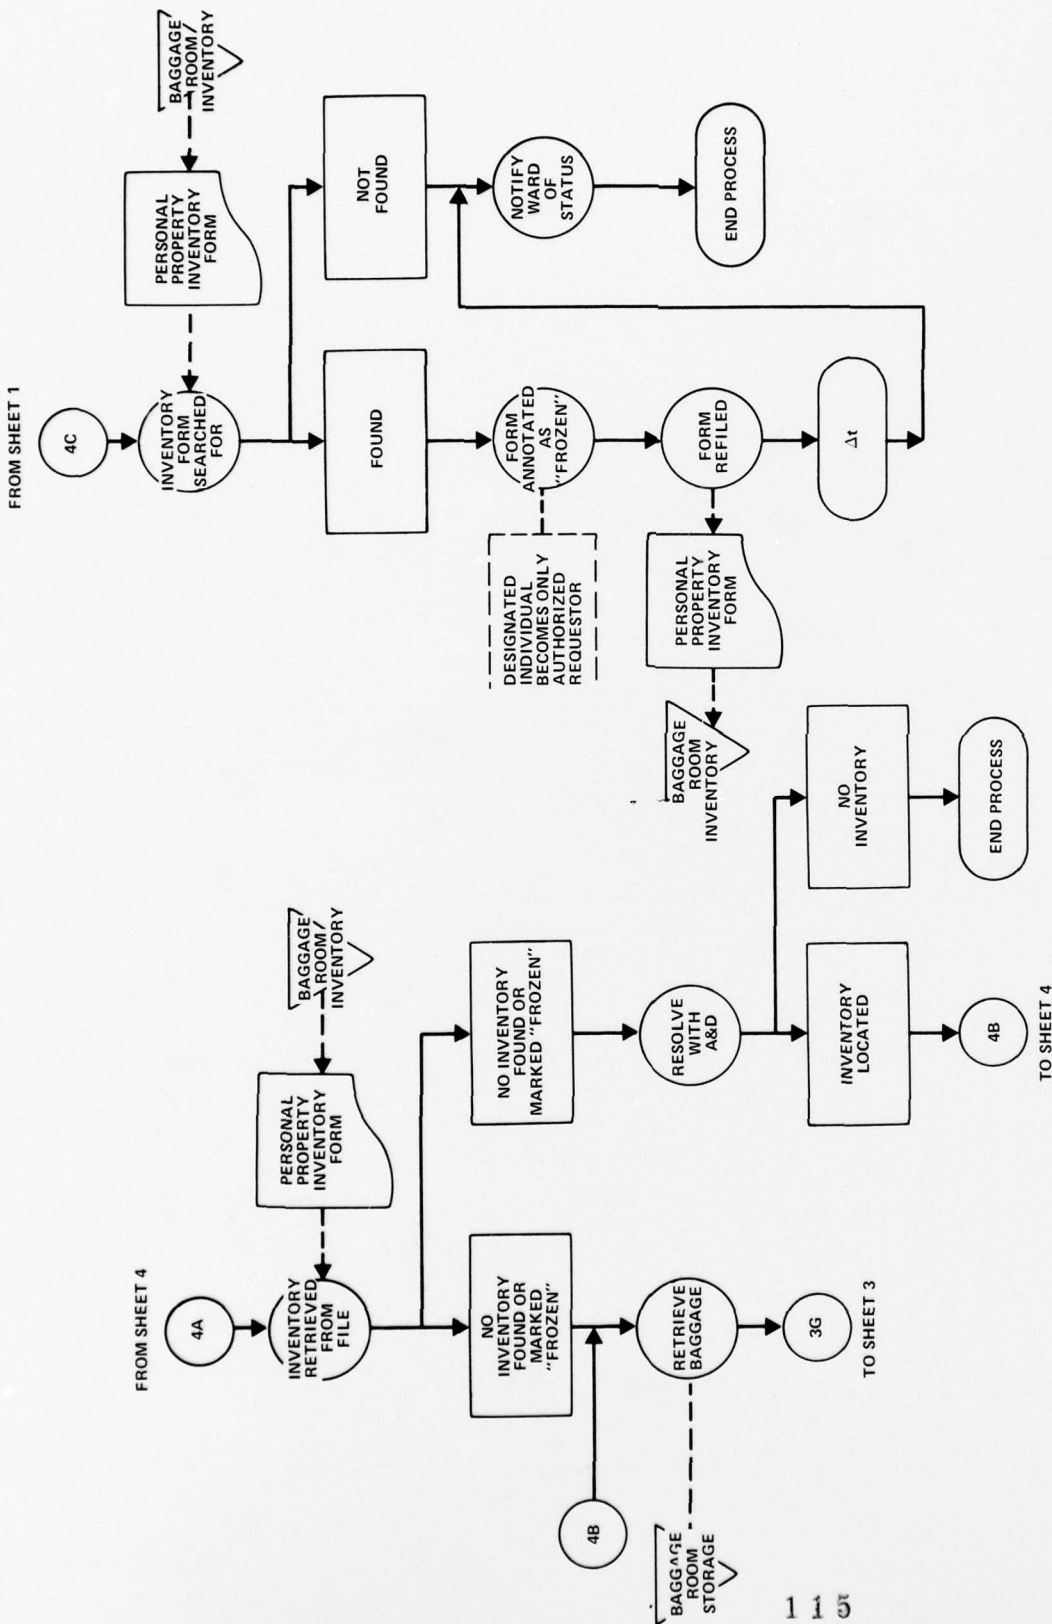 FROM SHEET 4
4A
INVENTORY
RETRIEVED
FROM
FILE
PERSONAL
PROPERTY
INVENTORY
FORM
BAGGAGE
ROOM
INVENTORY
NO
INVENTORY
FOUND OR
MARKED
"FROZEN"
NO INVENTORY
FOUND OR
MARKED "FROZEN"
4B
RETRIEVE
BAGGAGE
BAGGAGE
ROOM
STORAGE
3G
TO SHEET 3
RESOLVE
WITH
A&D
INVENTORY
LOCATED
NO
INVENTORY
4B
TO SHEET 4
END PROCESS
FROM SHEET 1
4C
INVENTORY
FORM
SEARCHED
FOR
PERSONAL
PROPERTY
INVENTORY
FORM
BAGGAGE
ROOM
INVENTORY
FOUND
NOT
FOUND
DESIGNATED
INDIVIDUAL
BECOMES ONLY
AUTHORIZED
REQUESTOR
FORM
ANNOTATED
AS
"FROZEN"
NOTIFY
WARD
OF
STATUS
BAGGAGE
ROOM
INVENTORY
PERSONAL
PROPERTY
INVENTORY
FORM
FORM
REFILED
END PROCESS
Δt
115